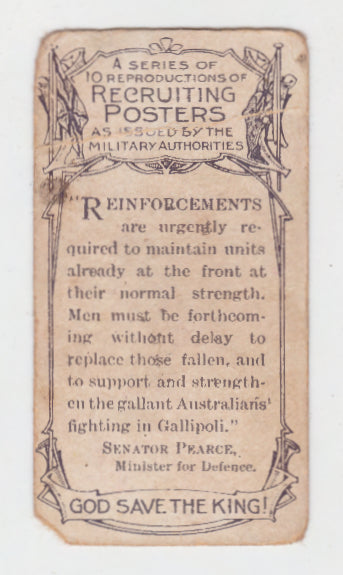 A SERIES OF
10 REPRODUCTIONS OF
RECRUITING
POSTERS
AS ISSUED BY THE
MILITARY AUTHORITIES
"REINFORCEMENTS
are urgently re-
quired to maintain units
already at the front at
their normal strength.
Men must be forthcom-
ing without delay to
replace those fallen, and
to support and strength-
en the gallant Australians'
fighting in Gallipoli."
SENATOR PEARCE,
Minister for Defence.
GOD SAVE THE KING!